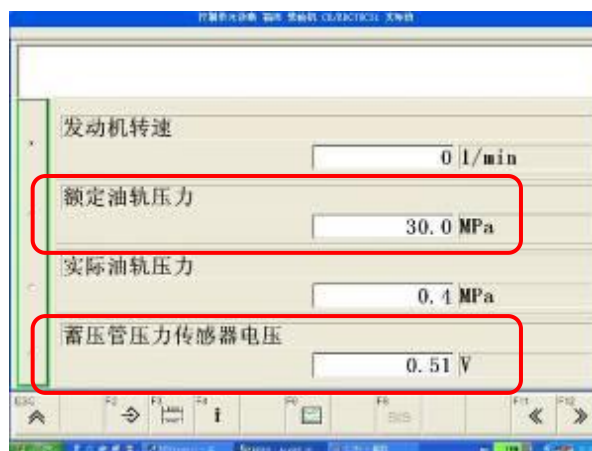 发动机转速
0 1/min
额定油轨压力
30.0 MPa
实际油轨压力
0.4 MPa
蓄压管压力传感器电压
0.51 V
ESC F2 F3 F4 F6 F8 F11 F12